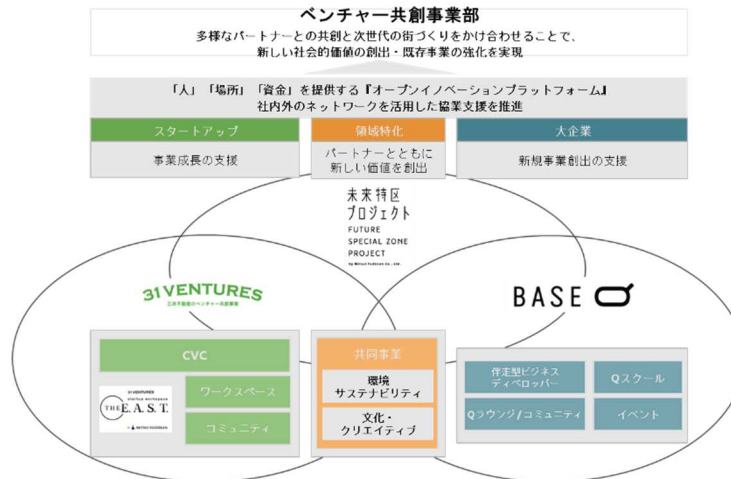 ベンチャー共創事業部
多様なパートナーとの共創と次世代の街づくりをかけ合わせることで、
新しい社会的価値の創出・既存事業の強化を実現
「人」「場所」「資金」を提供する『オープンイノベーションプラットフォーム』
社内外のネットワークを活用した協業支援を推進
スタートアップ
領域特化
大企業
事業成長の支援
パートナーとともに
新しい価値を創出
新規事業創出の支援
未来特区
プロジェクト
FUTURE
SPECIAL ZONE
PROJECT
by Mitsui Fudosan Co., Ltd.
31VENTURES
三井不動産のベンチャー共創事業
BASE Q
CVC
共同事業
31VENTURES
startup workspace
THE E.A.S.T.
by MITSUI FUDOSAN
ワークスペース
コミュニティ
環境
サステナビリティ
文化・
クリエイティブ
伴走型ビジネス
ディベロッパー
Qスクール
Qラウンジ/コミュニティ
イベント